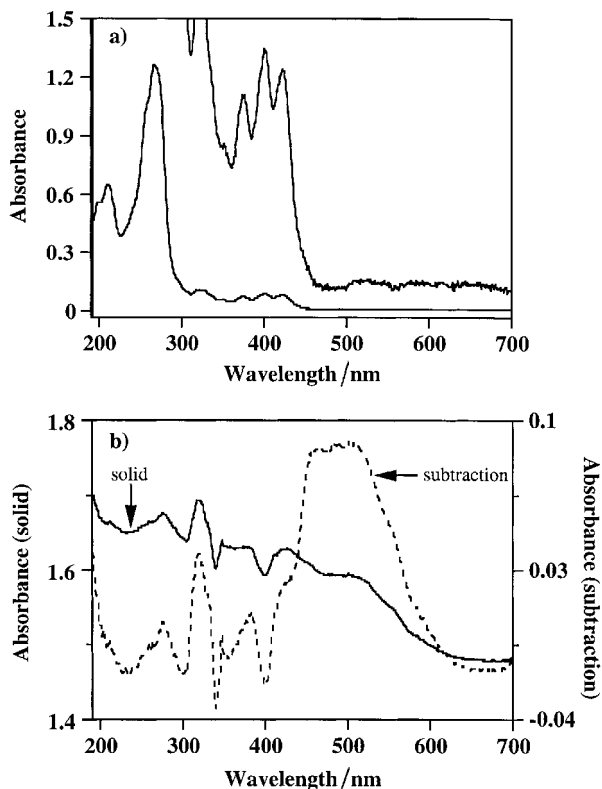 a)
Absorbance
1.5
1.2
0.9
0.6
0.3
0
200 300 400 500 600 700
Wavelength /nm
b)
Absorbance (solid)
1.8
1.6
1.4
solid
subtraction
0.1
0.03
-0.04
Absorbance (subtraction)
200 300 400 500 600 700
Wavelength /nm